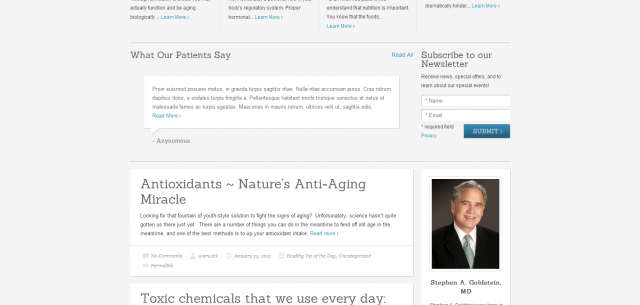 actually function and be aging
body's regulatory system. Proper
understand that nutrition is important.
dramatically hinder... Learn More ›
biologically... Learn More ›
hormonal... Learn More ›
You know that the foods...
Learn More ›
What Our Patients Say
Read All
Proin euismod posuere metus, in gravida turpis sagittis vitae. Nulla vitae accumsan purus. Cras rutrum
dapibus dolor, a sodales turpis fringilla a. Pellentesque habitant morbi tristique senectus et netus et
malesuada fames ac turpis egestas. Maecenas in mauris rutrum, ultrices velit ut, sagittis odio.
Read More ›
- Anynomous
Subscribe to our
Newsletter
Receive news, special offers, and to
learn about our special events!
* Name
* Email
* required field
Privacy
SUBMIT ›
Antioxidants ~ Nature's Anti-Aging
Miracle
Looking for that fountain of youth-style solution to fight the signs of aging? Unfortunately, science hasn't quite
gotten us there just yet. There are a number of things you can do in the meantime to fend off old age in the
meantime, and one of the best methods is to up your antioxidant intake. Read more ›
No Comments
January 29, 2013
Healthy Tip of the Day, Uncategorized
Permalink
Stephen A. Goldstein,
MD
Toxic chemicals that we use every day: